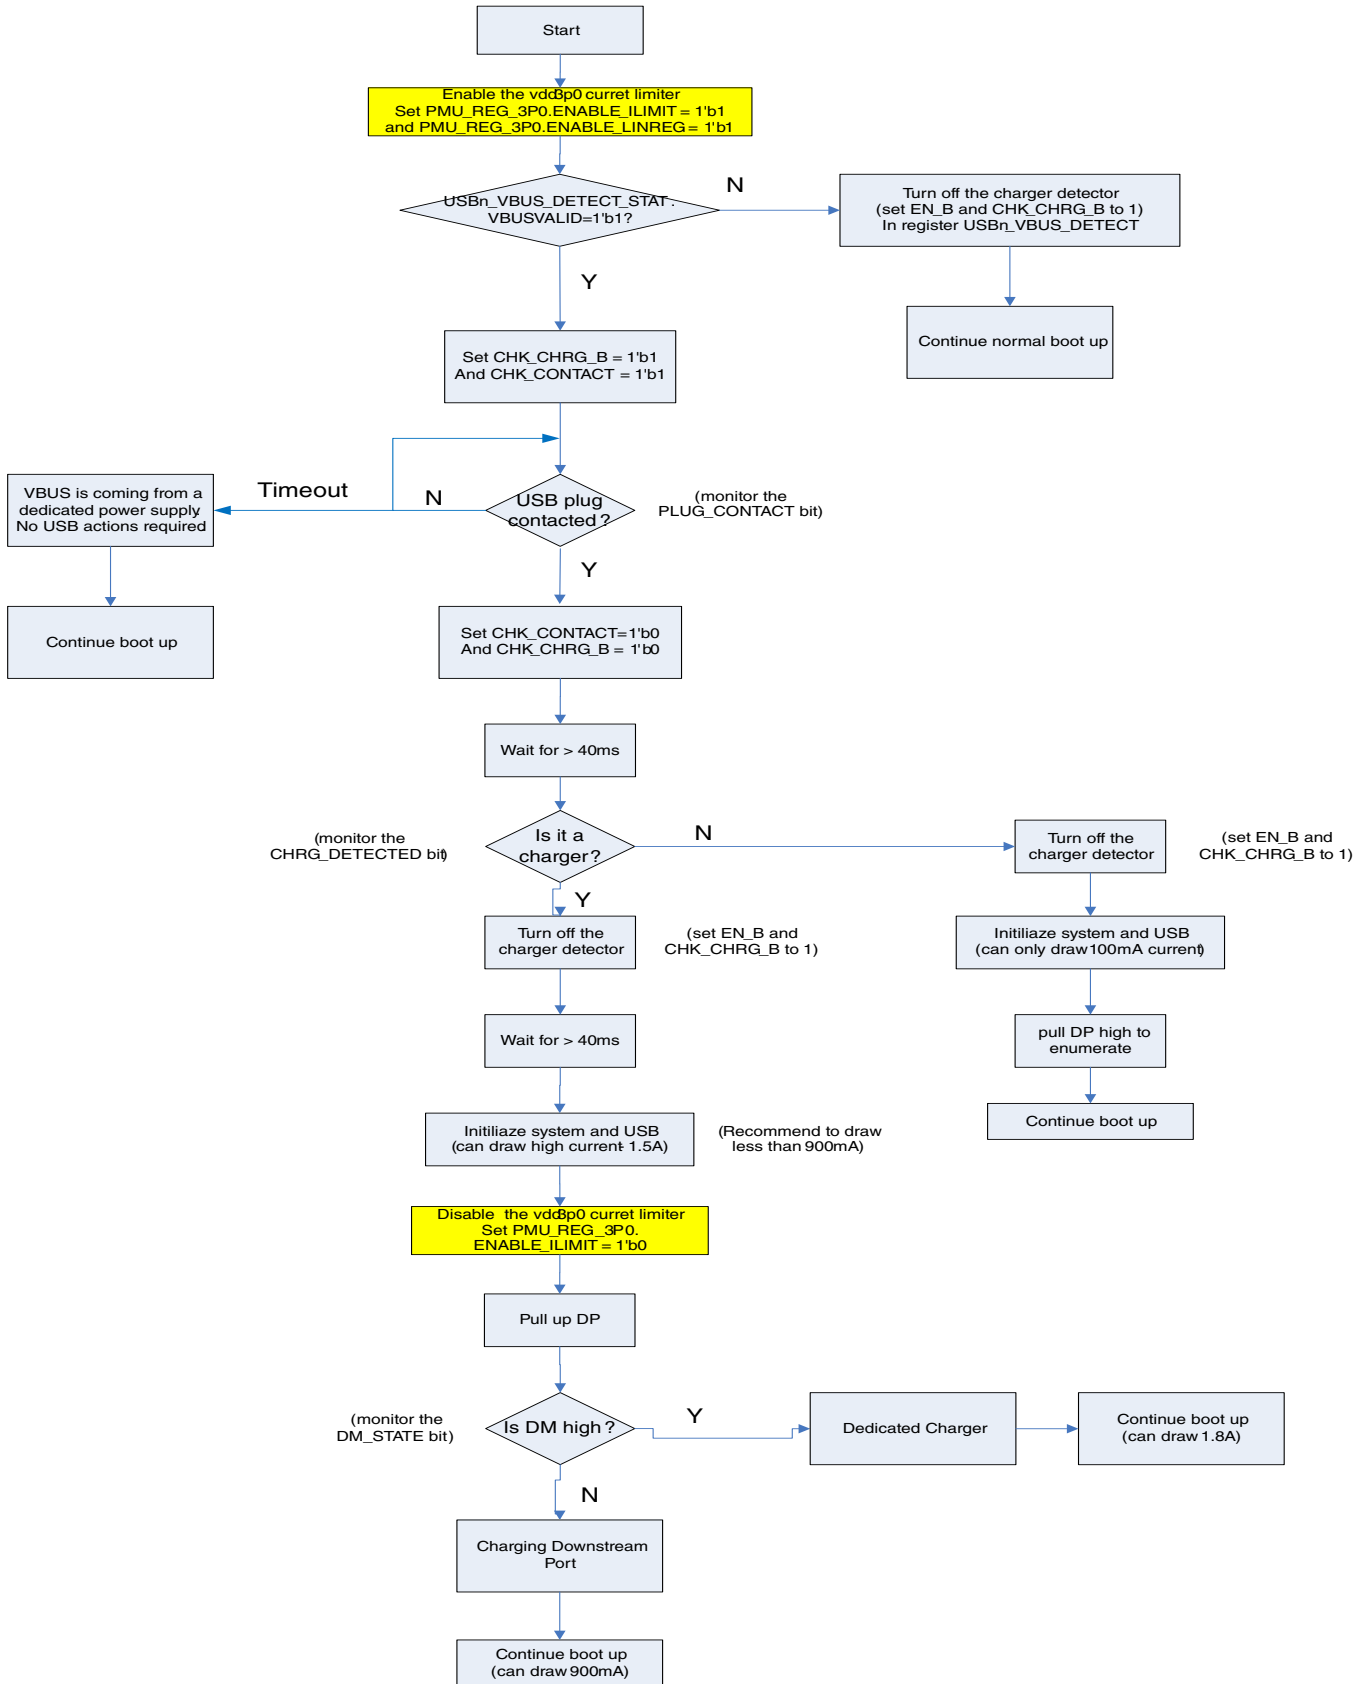 Start
Enable the vdd3p0 curret limiter
Set PMU_REG_3P0.ENABLE_ILIMIT = 1'b1
and PMU_REG_3P0.ENABLE_LINREG = 1'b1
USBn_VBUS_DETECT_STAT.
VBUSVALID=1'b1?
N
Turn off the charger detector
(set EN_B and CHK_CHRG_B to 1)
In register USBn_VBUS_DETECT
Y
Continue normal boot up
Set CHK_CHRG_B = 1'b1
And CHK_CONTACT = 1'b1
VBUS is coming from a
dedicated power supply.
No USB actions required
Timeout
N
USB plug
contacted?
(monitor the
PLUG_CONTACT bit)
Y
Continue boot up
Set CHK_CONTACT=1'b0
And CHK_CHRG_B = 1'b0
Wait for > 40ms
(monitor the
CHRG_DETECTED bit)
Is it a
charger?
N
Turn off the
charger detector
(set EN_B and
CHK_CHRG_B to 1)
Y
Turn off the
charger detector
(set EN_B and
CHK_CHRG_B to 1)
Initiliaze system and USB
(can only draw 100mA current)
Wait for > 40ms
pull DP high to
enumerate
Initiliaze system and USB
(can draw high current- 1.5A)
(Recommend to draw
less than 900mA)
Continue boot up
Disable the vdd3p0 curret limiter
Set PMU_REG_3P0.
ENABLE_ILIMIT = 1'b0
Pull up DP
(monitor the
DM_STATE bit)
Is DM high?
Y
Dedicated Charger
Continue boot up
(can draw 1.8A)
N
Charging Downstream
Port
Continue boot up
(can draw 900mA)